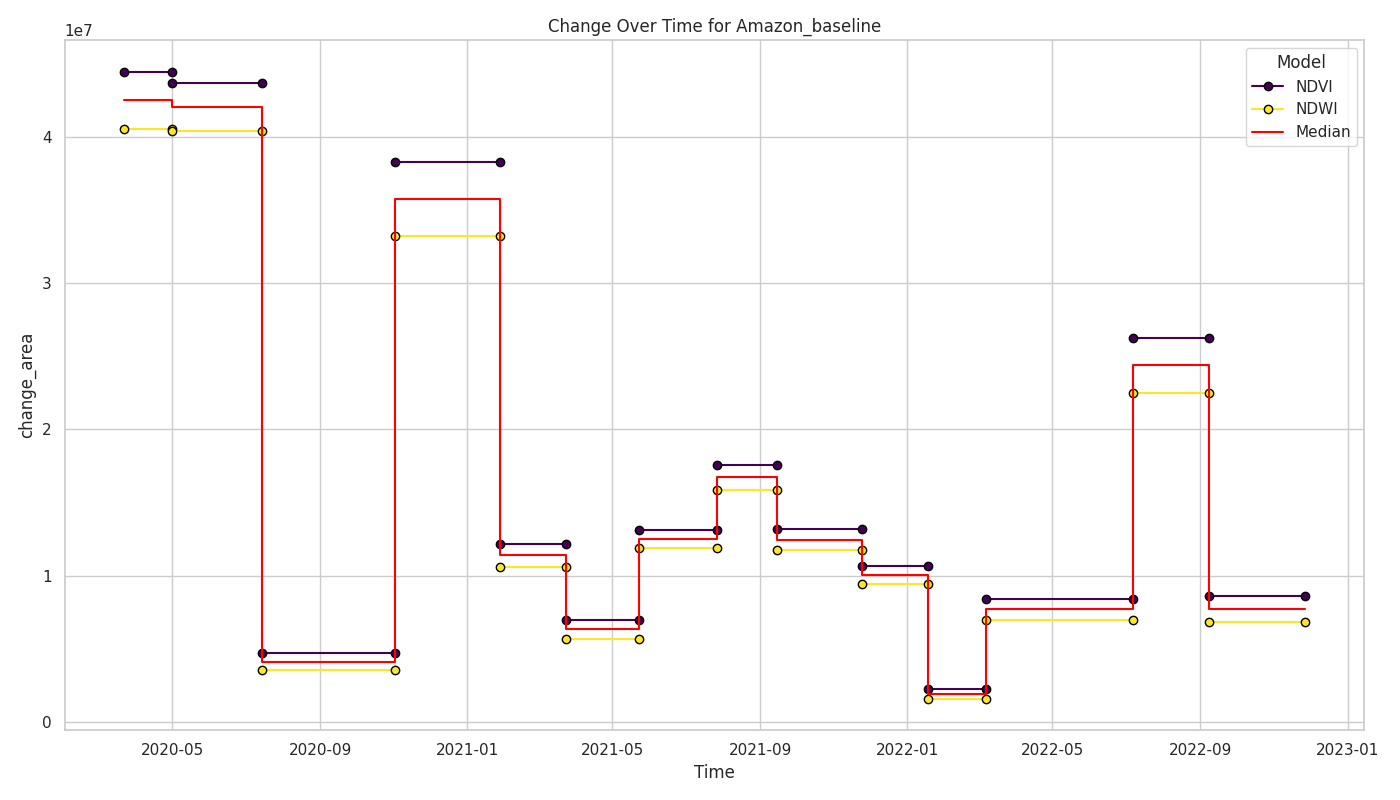 Change Over Time for Amazon_baseline
1e7
Model
NDVI
NDWI
Median
4
3
2
1
0
change_area
2020-05
2020-09
2021-01
2021-05
2021-09
2022-01
2022-05
2022-09
2023-01
Time